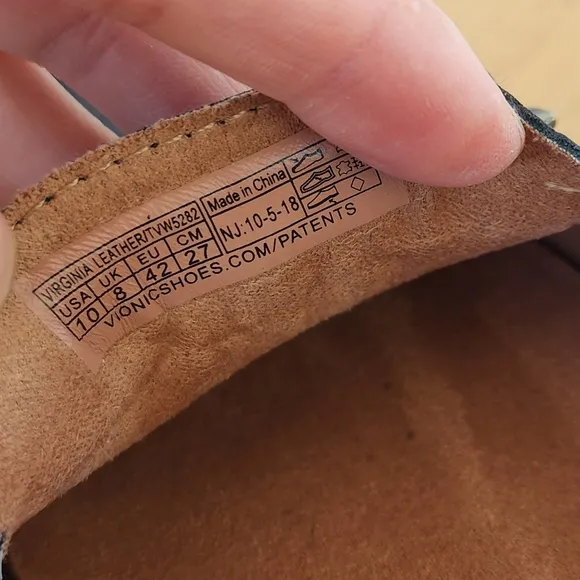 VIRGINIA LEATHER/TVW5282
USA UK EU CM
10 8 42 27
Made in China
NJ:10-5-18
VIONICSHOES.COM/PATENTS